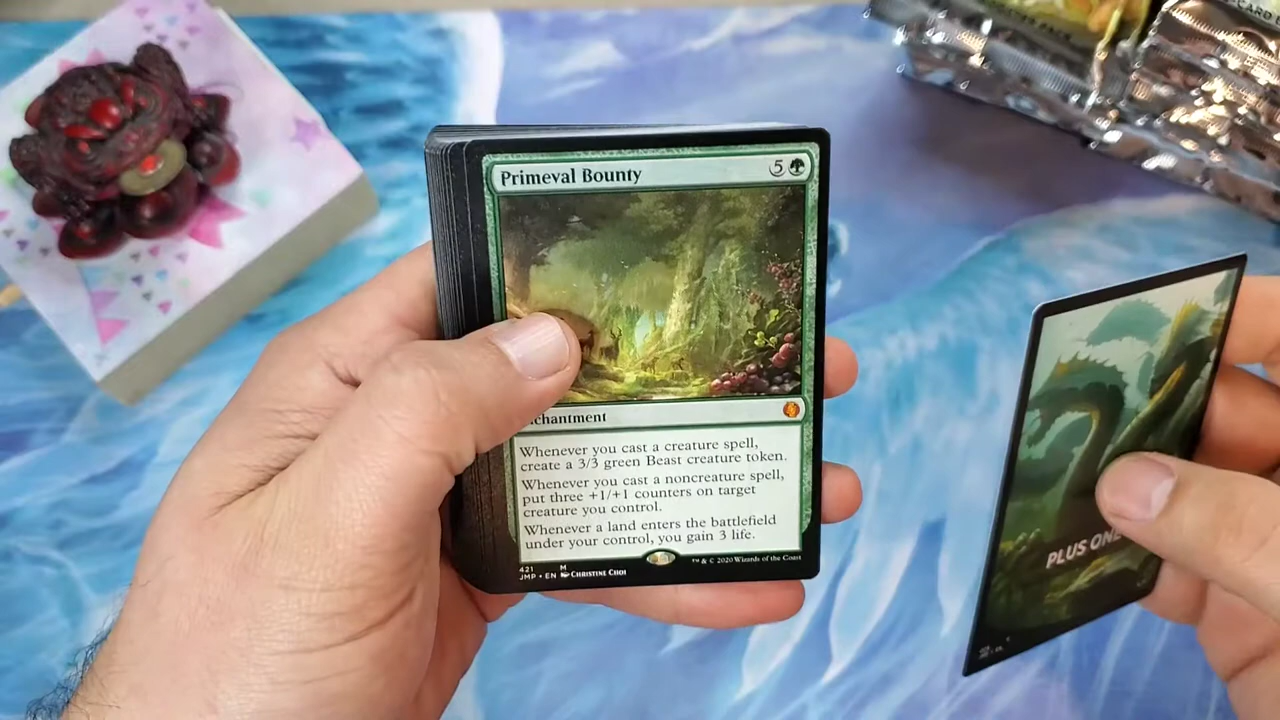 Primeval Bounty 5
Enchantment
Whenever you cast a creature spell,
create a 3/3 green Beast creature token.
Whenever you cast a noncreature spell,
put three +1/+1 counters on target
creature you control.
Whenever a land enters the battlefield
under your control, you gain 3 life.
421 M
JMP • EN CHRISTINE CHOI
™ & © 2020 Wizards of the Coast
PLUS ONE